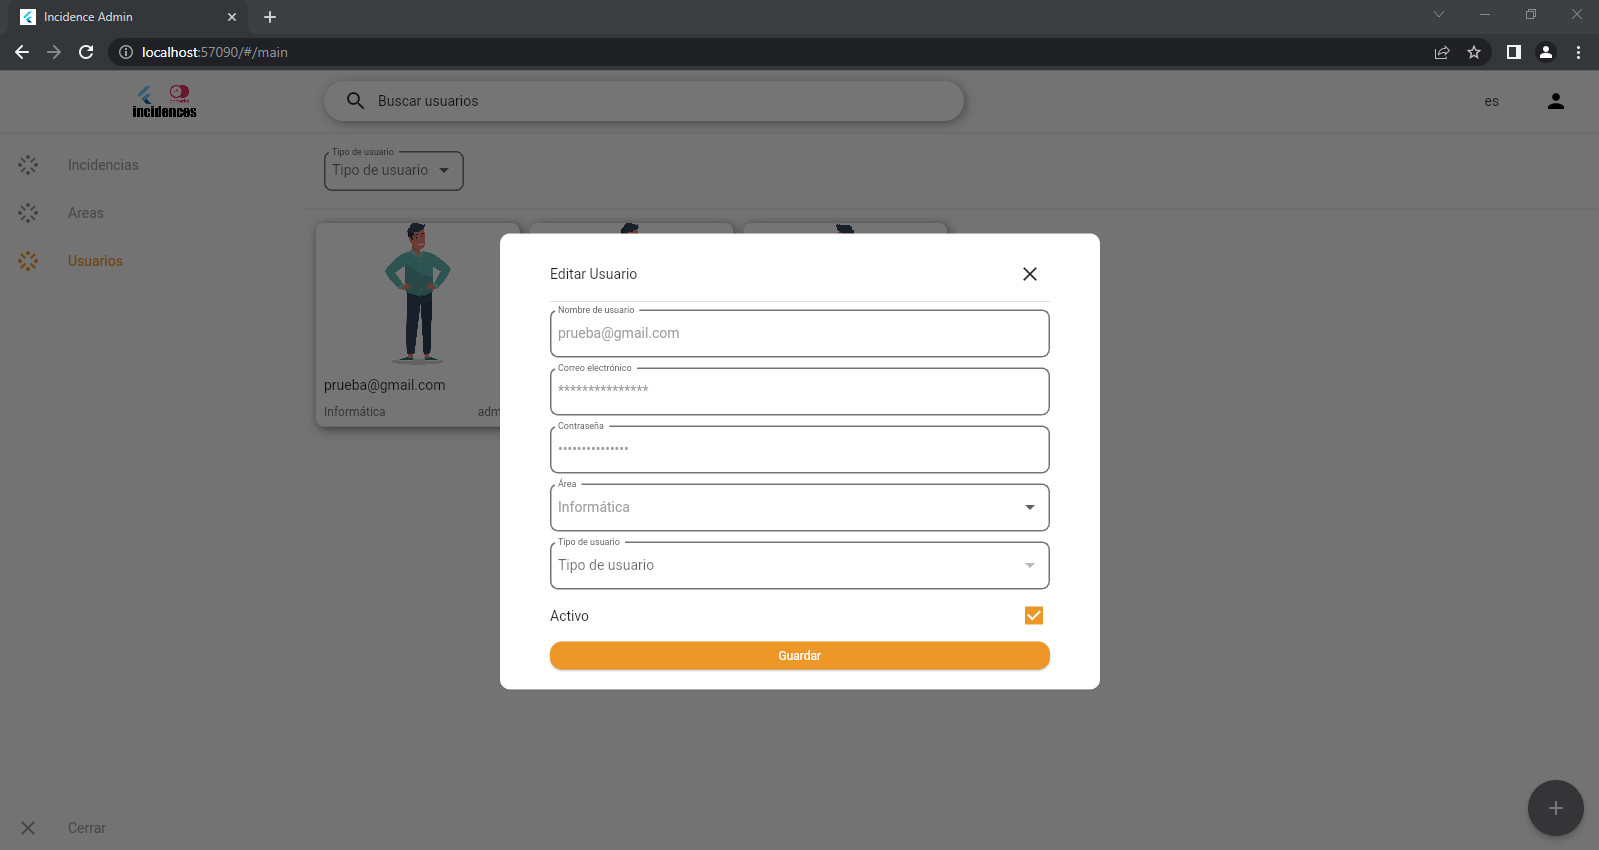 Incidence Admin
localhost:57090/#/main
incidences
Buscar usuarios
es
Incidencias
Areas
Usuarios
Tipo de usuario
Tipo de usuario
prueba@gmail.com
Informática adm
Editar Usuario
Nombre de usuario
prueba@gmail.com
Correo electrónico
***************
Contraseña
•••••••••••••••
Área
Informática
Tipo de usuario
Tipo de usuario
Activo
Guardar
Cerrar